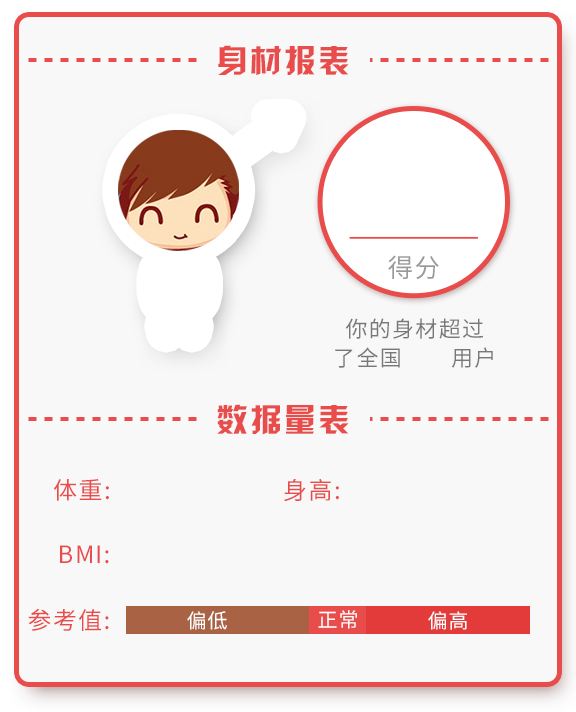 身材报表
得分
你的身材超过
了全国 用户
数据量表
体重: 身高:
BMI:
参考值: 偏低 正常 偏高